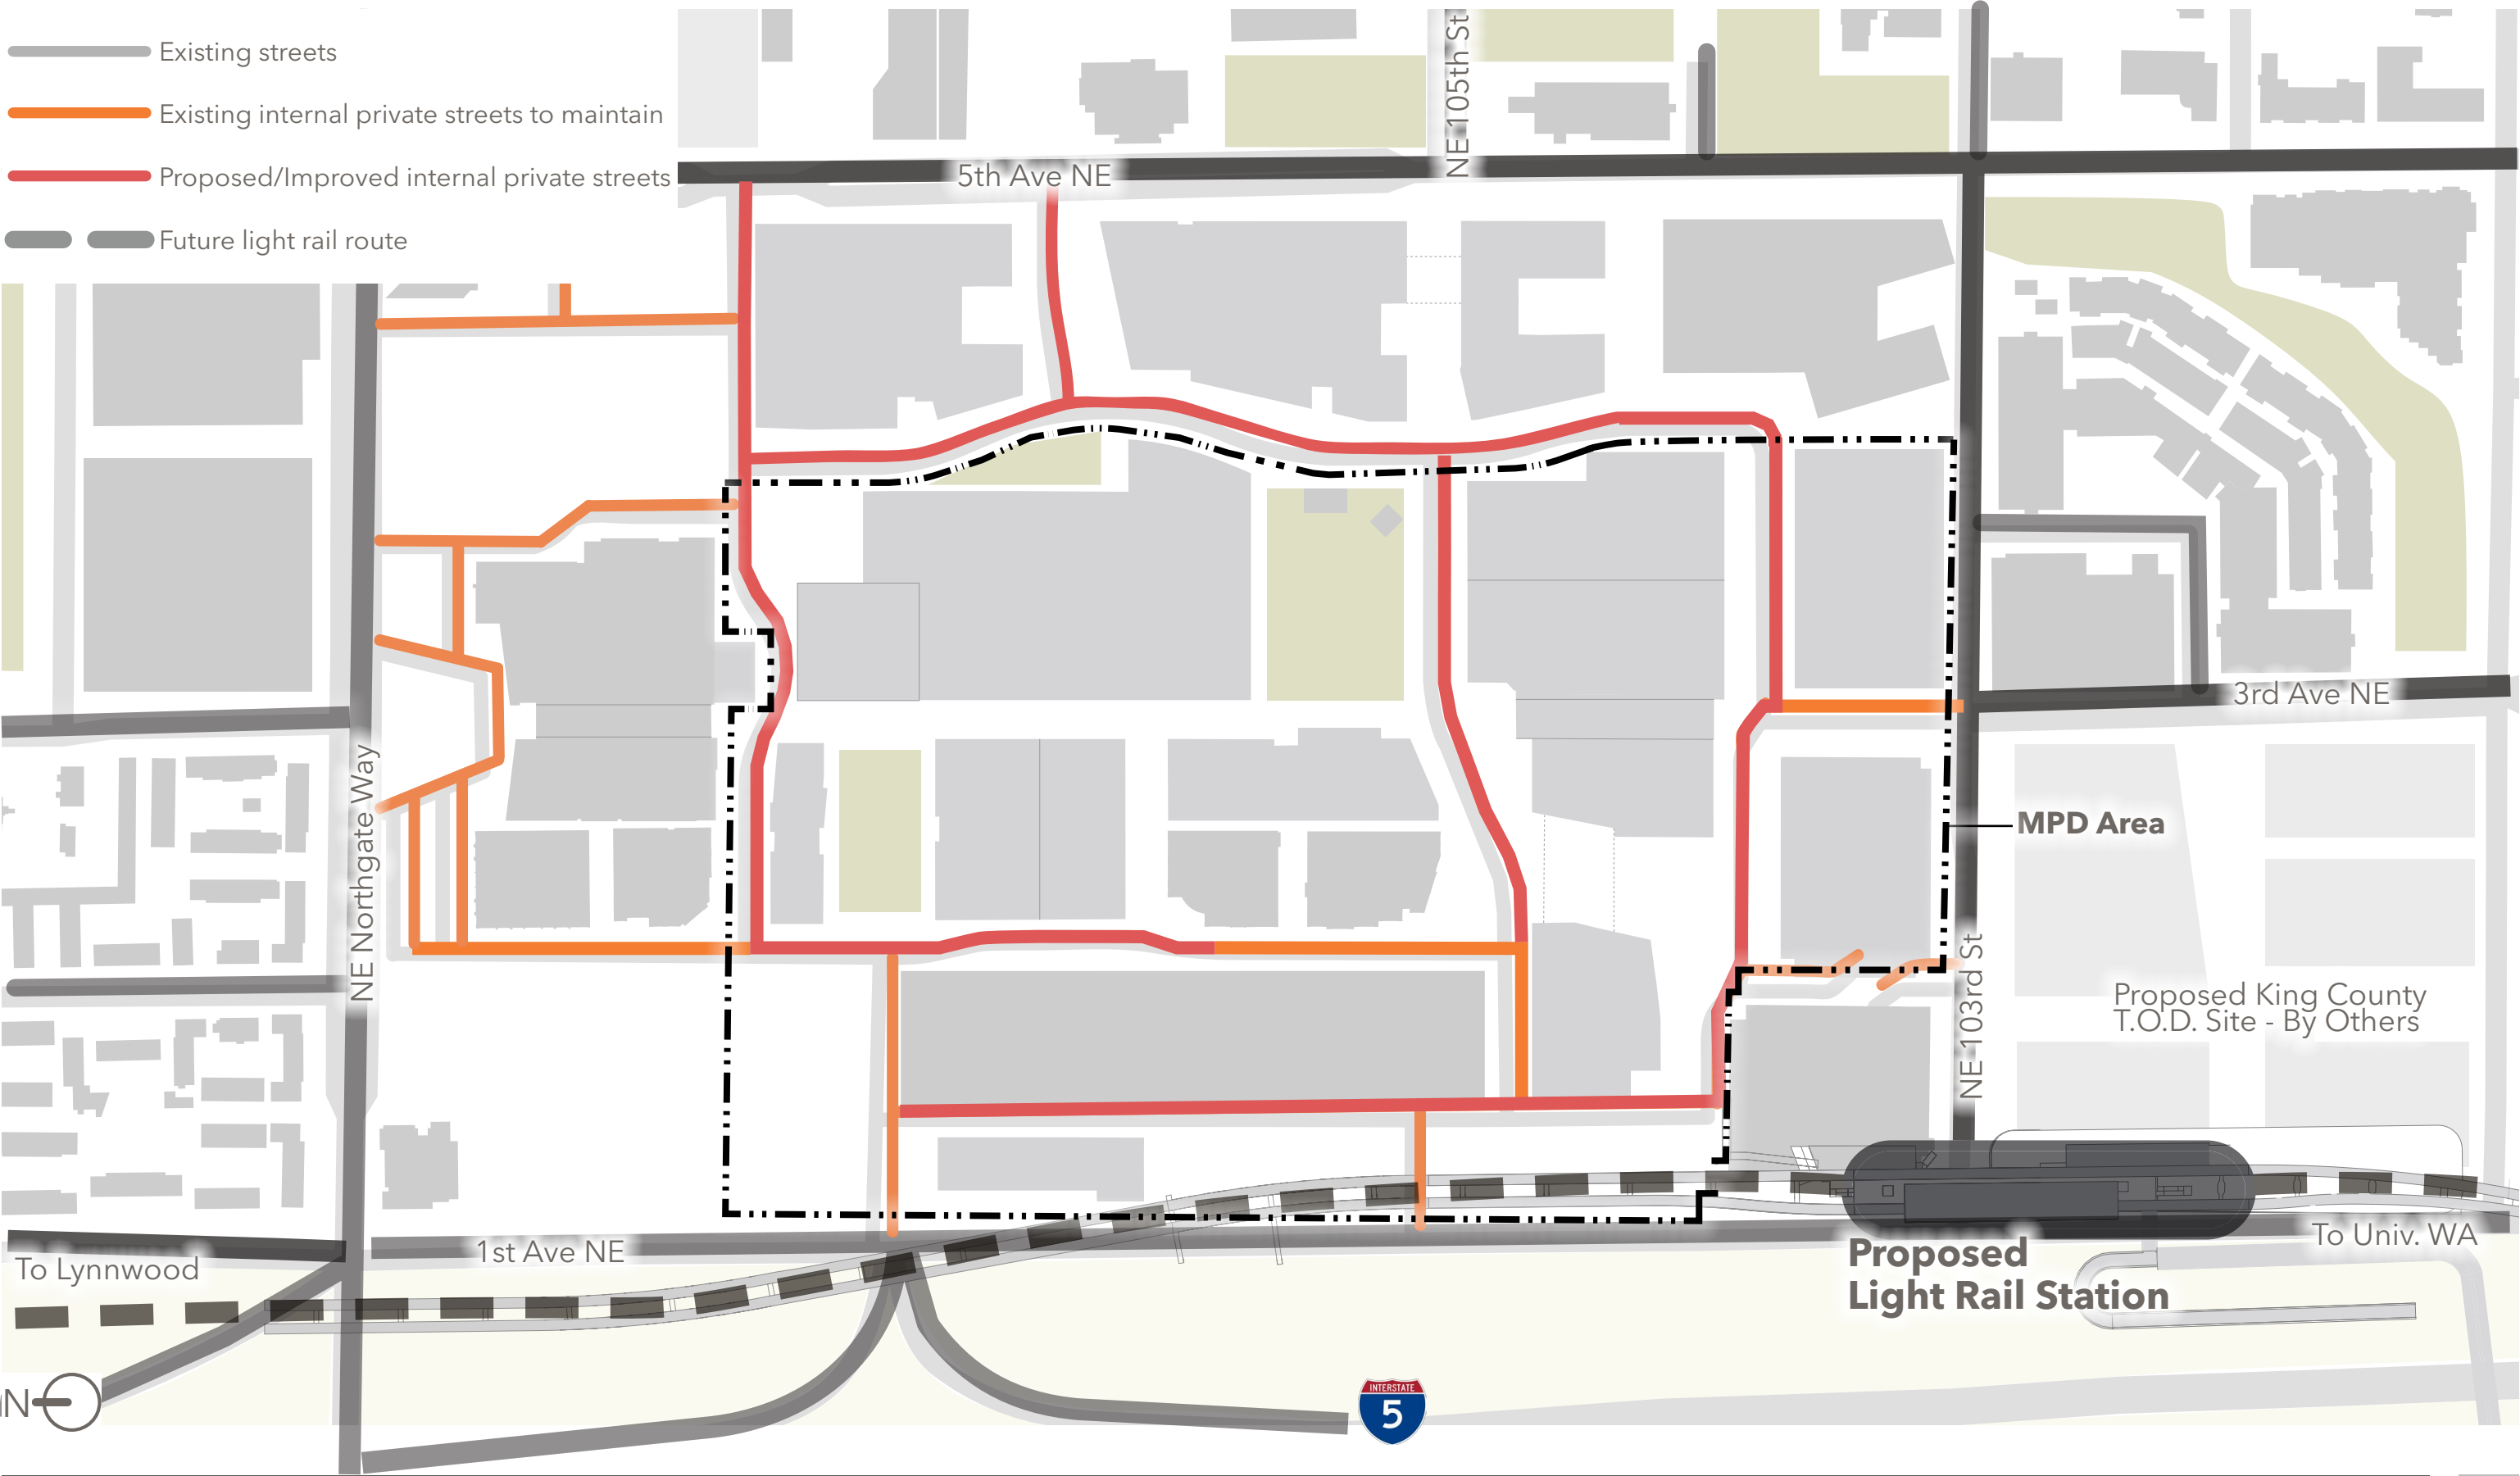 Existing streets
Existing internal private streets to maintain
Proposed/Improved internal private streets
Future light rail route
NE 105th St
5th Ave NE
3rd Ave NE
NE Northgate Way
MPD Area
NE 103rd St
Proposed King County
T.O.D. Site - By Others
1st Ave NE
To Lynnwood
To Univ. WA
Proposed
Light Rail Station
N
INTERSTATE
5